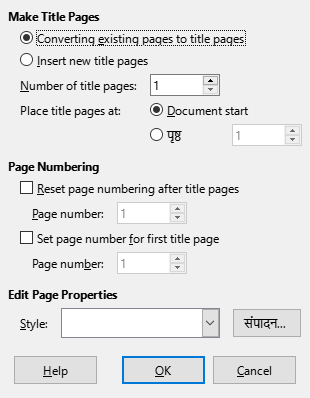 Make Title Pages
Converting existing pages to title pages
Insert new title pages
Number of title pages: 1
Place title pages at: Document start
पृष्ठ 1
Page Numbering
Reset page numbering after title pages
Page number: 1
Set page number for first title page
Page number: 1
Edit Page Properties
Style: संपादन...
Help OK Cancel